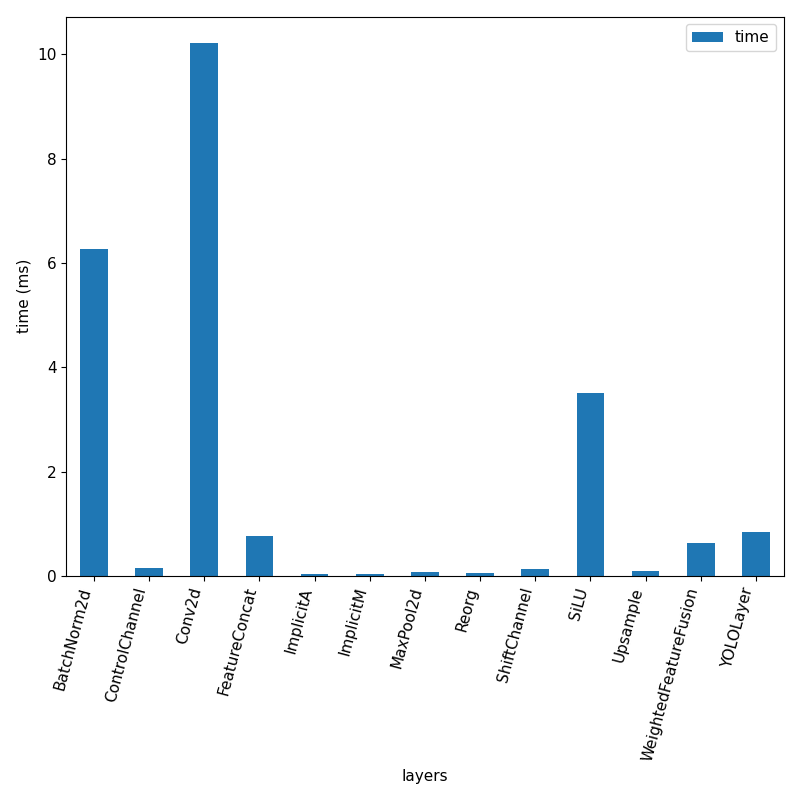 time
10
8
6
4
2
0
time (ms)
BatchNorm2d
ControlChannel
Conv2d
FeatureConcat
ImplicitA
ImplicitM
MaxPool2d
Reorg
ShiftChannel
SiLU
Upsample
WeightedFeatureFusion
YOLOLayer
layers